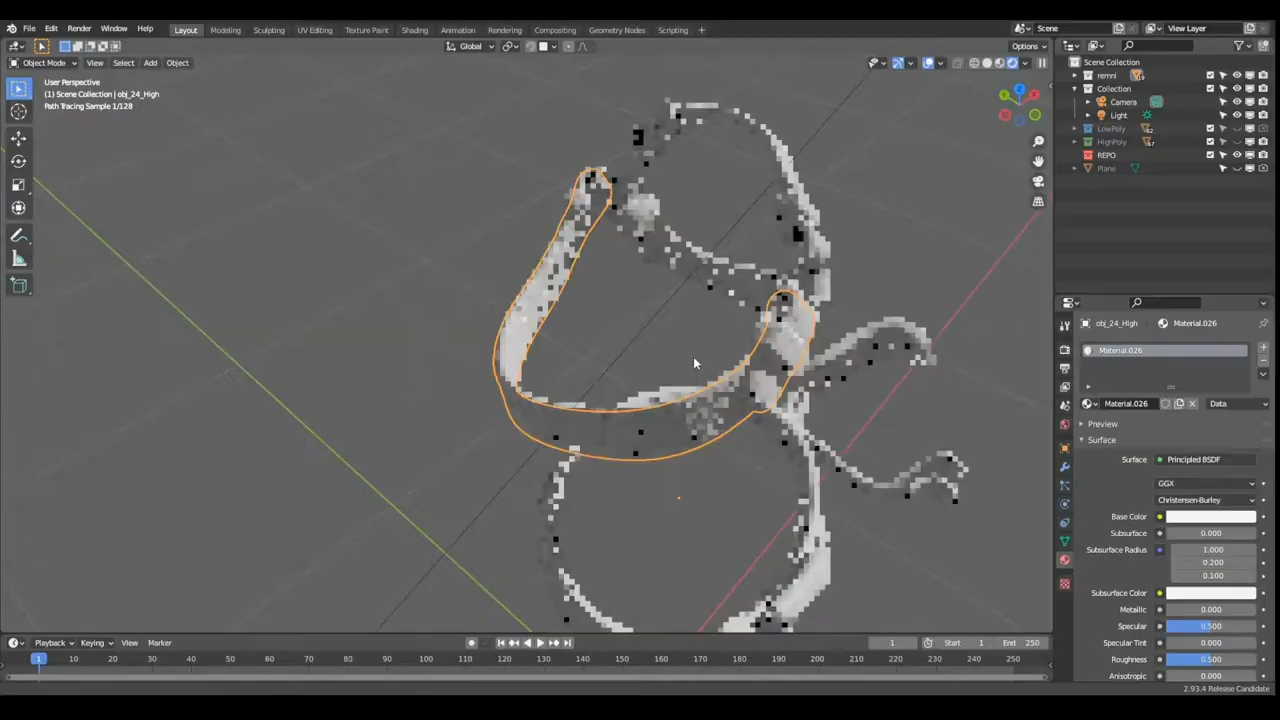 File Edit Render Window Help
Layout Modeling Sculpting UV Editing Texture Paint Shading Animation Rendering Compositing Geometry Nodes Scripting +
Scene
View Layer
Global
Options
Object Mode View Select Add Object
User Perspective
(1) Scene Collection | obj_24_High
Path Tracing Sample 1/128
Scene Collection
remni
Collection
Camera
Light
LowPoly
HighPoly
REPO
Plane
obj_24_High Material.026
Material.026
Material.026 Data
Preview
Surface
Surface Principled BSDF
GGX
Christensen-Burley
Base Color
Subsurface 0.000
Subsurface Radius 1.000
0.200
0.100
Subsurface Color
Metallic 0.000
Specular 0.500
Specular Tint 0.000
Roughness 0.500
Anisotropic 0.000
Playback Keying View Marker
1 Start 1 End 250
1 10 20 30 40 50 60 70 80 90 100 110 120 130 140 150 160 170 180 190 200 210 220 230 240 250
2.93.4 Release Candidate